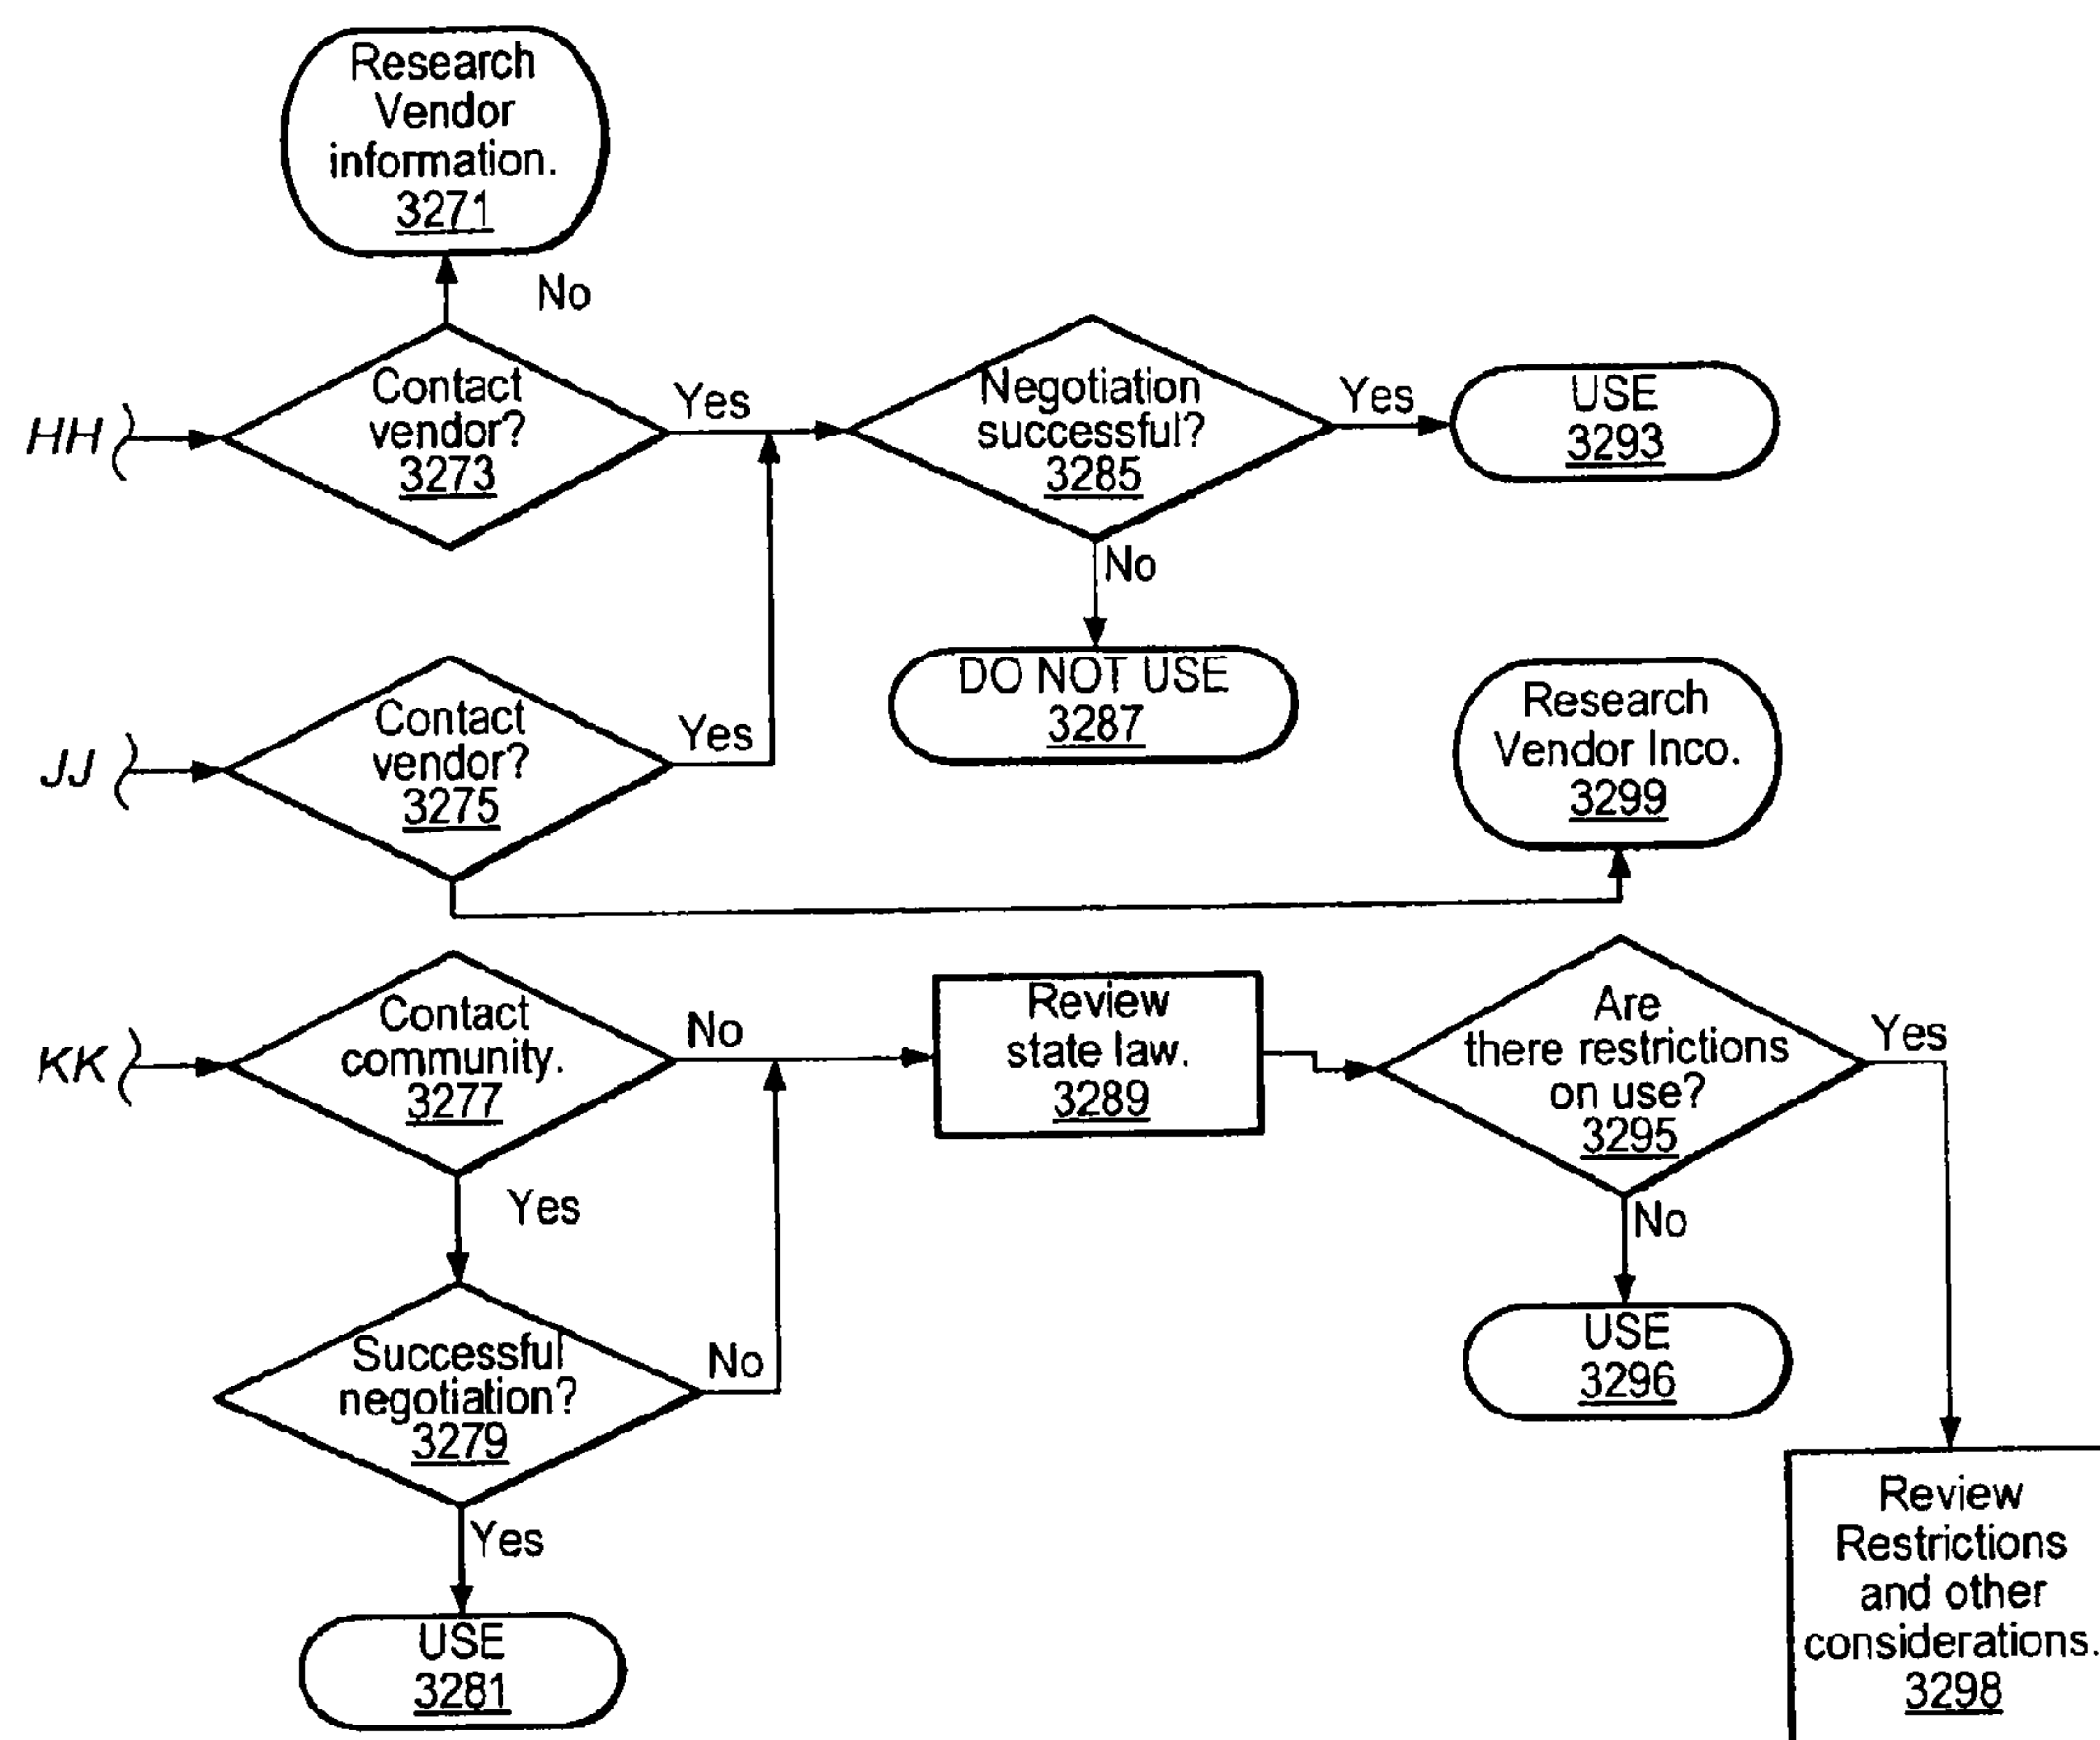 Research
Vendor
information.
3271
No
HH
Contact
vendor?
3273
Yes
Negotiation
successful?
3285
Yes
USE
3293
No
DO NOT USE
3287
JJ
Contact
vendor?
3275
Yes
Research
Vendor Inco.
3299
KK
Contact
community.
3277
No
Review
state law.
3289
Are
there restrictions
on use?
3295
Yes
Yes
No
USE
3296
Successful
negotiation?
3279
No
Yes
USE
3281
Review
Restrictions
and other
considerations.
3298